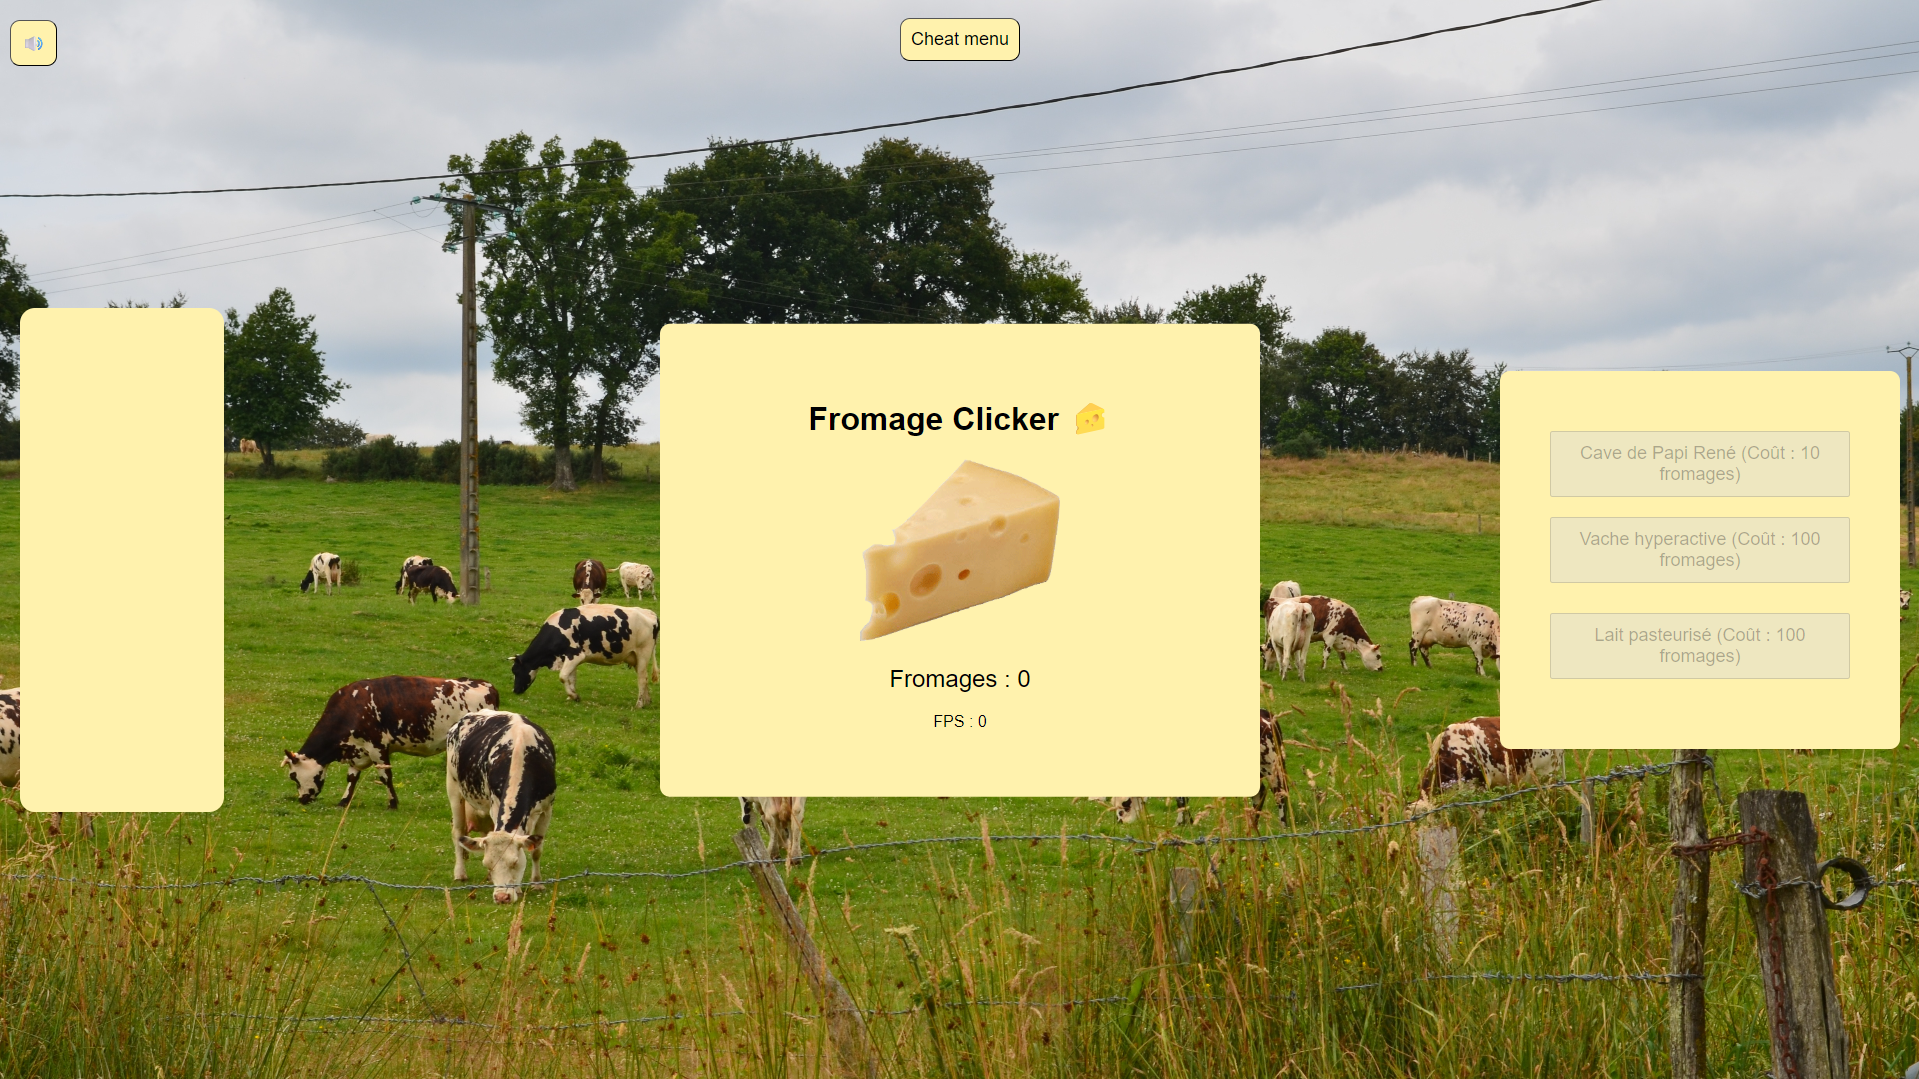 Cheat menu
Fromage Clicker
Fromages : 0
FPS : 0
Cave de Papi René (Coût : 10
fromages)
Vache hyperactive (Coût : 100
fromages)
Lait pasteurisé (Coût : 100
fromages)